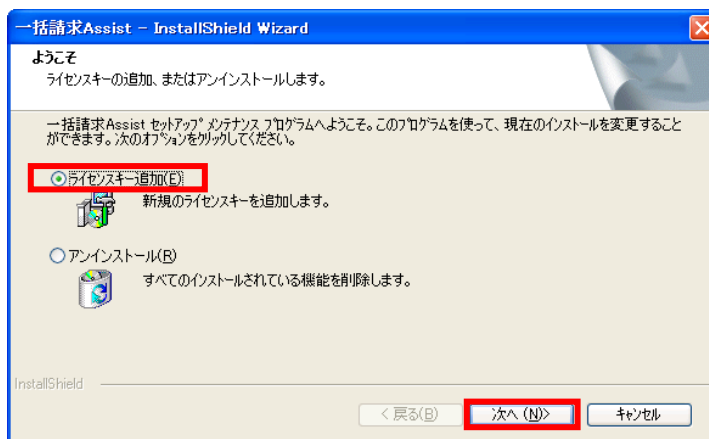 一括請求Assist - InstallShield Wizard
ようこそ
ライセンスキーの追加、またはアンインストールします。
一括請求Assist セットアップ メンテナンス プログラムへようこそ。このプログラムを使って、現在のインストールを変更すること
ができます。次のオプションをクリックしてください。
ライセンスキー追加(E)
新規のライセンスキーを追加します。
アンインストール(R)
すべてのインストールされている機能を削除します。
InstallShield
< 戻る(B)
次へ (N)>
キャンセル